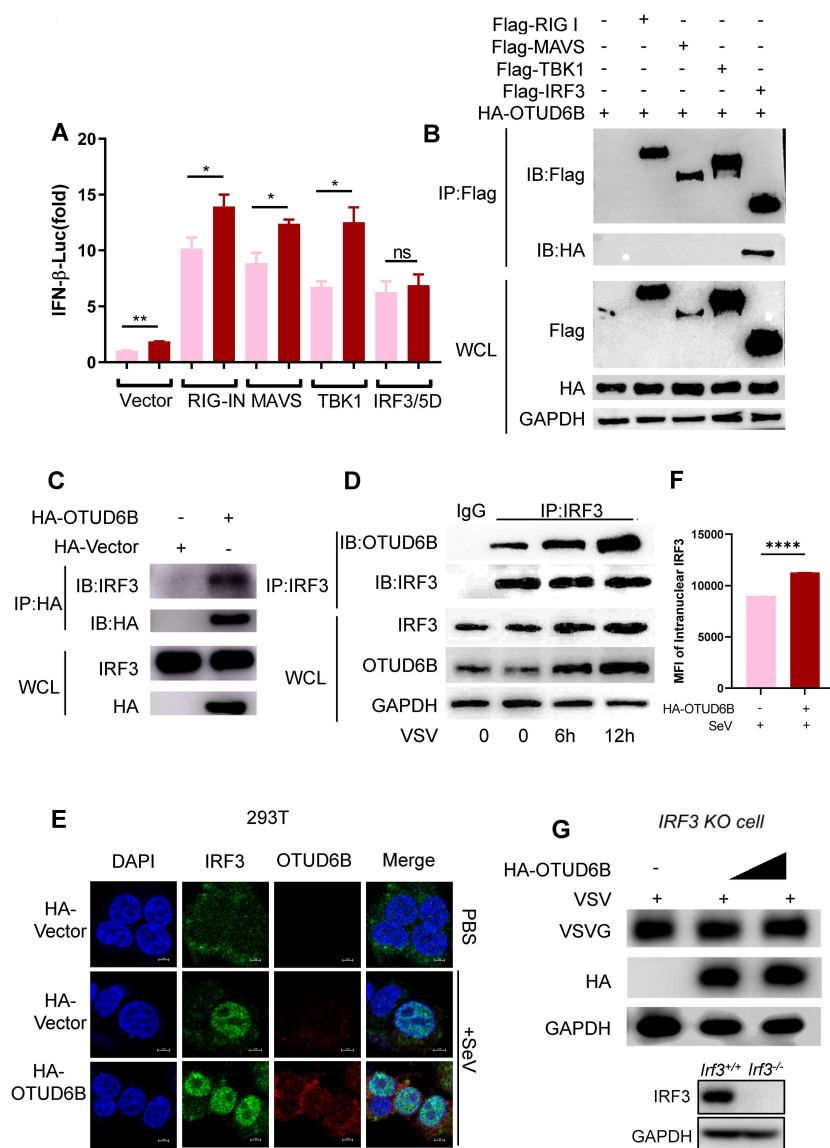 Flag-RIG I - + - - -
Flag-MAVS - - + - -
Flag-TBK1 - - - + -
Flag-IRF3 - - - - +
HA-OTUD6B + + + + +
A
IFN-β-Luc(fold)
20
15
10
5
0
** * * * ns
Vector RIG-IN MAVS TBK1 IRF3/5D
B
IP:Flag
IB:Flag
IB:HA
WCL
Flag
HA
GAPDH
C
HA-OTUD6B - +
HA-Vector + -
IP:HA
IB:IRF3
IB:HA
WCL
IRF3
HA
D
IgG IP:IRF3
IP:IRF3
IB:OTUD6B
IB:IRF3
WCL
IRF3
OTUD6B
GAPDH
VSV 0 0 6h 12h
F
MFI of Intranuclear IRF3
15000
10000
5000
0
****
HA-OTUD6B - +
SeV + +
E
293T
DAPI IRF3 OTUD6B Merge
HA-
Vector
PBS
HA-
Vector
HA-
OTUD6B
+SeV
G
IRF3 KO cell
HA-OTUD6B -
VSV + + +
VSVG
HA
GAPDH
Irf3+/+ Irf3-/-
IRF3
GAPDH